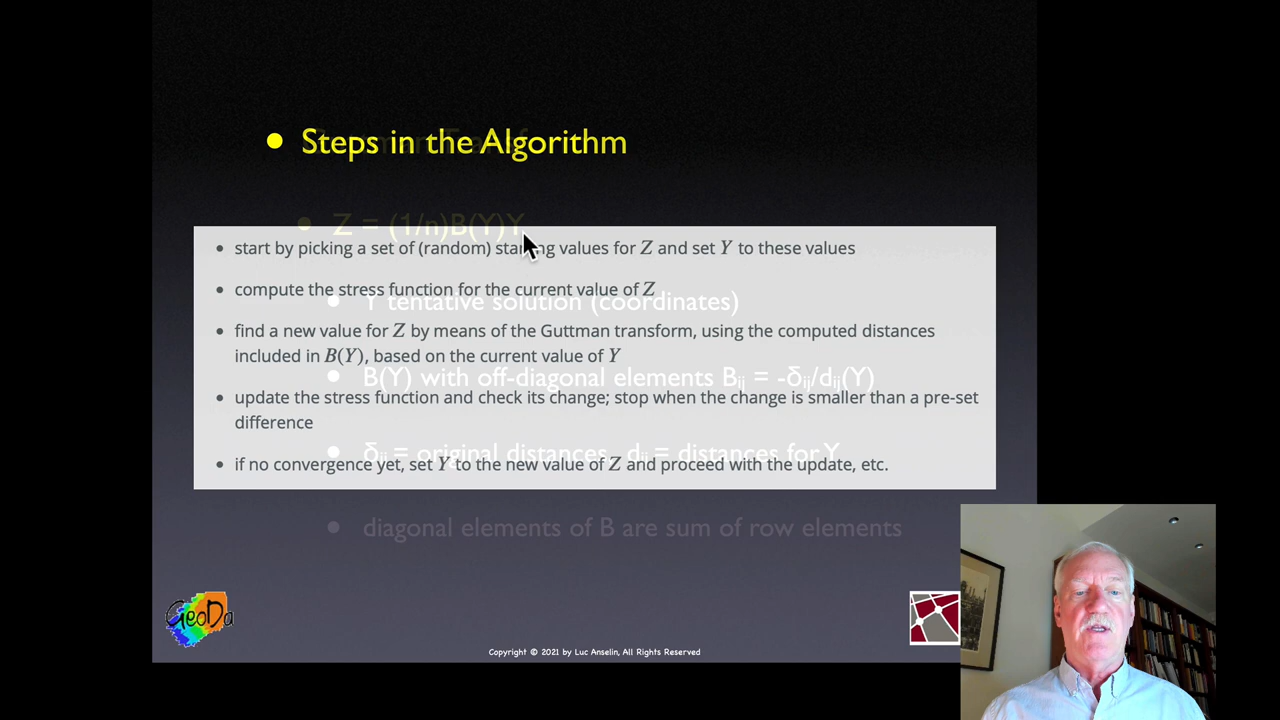 • Steps in the Algorithm
• Z = (1/n)B(Y)Y
• start by picking a set of (random) starting values for Z and set Y to these values
• compute the stress function for the current value of Z
• Y tentative solution (coordinates)
• find a new value for Z by means of the Guttman transform, using the computed distances
included in B(Y), based on the current value of Y
• B(Y) with off-diagonal elements Bij = -δij/dij(Y)
• update the stress function and check its change; stop when the change is smaller than a pre-set
difference
• δij = original distances, dij = distances for Y
• if no convergence yet, set Y to the new value of Z and proceed with the update, etc.
• diagonal elements of B are sum of row elements
GeoDa
Copyright © 2021 by Luc Anselin, All Rights Reserved